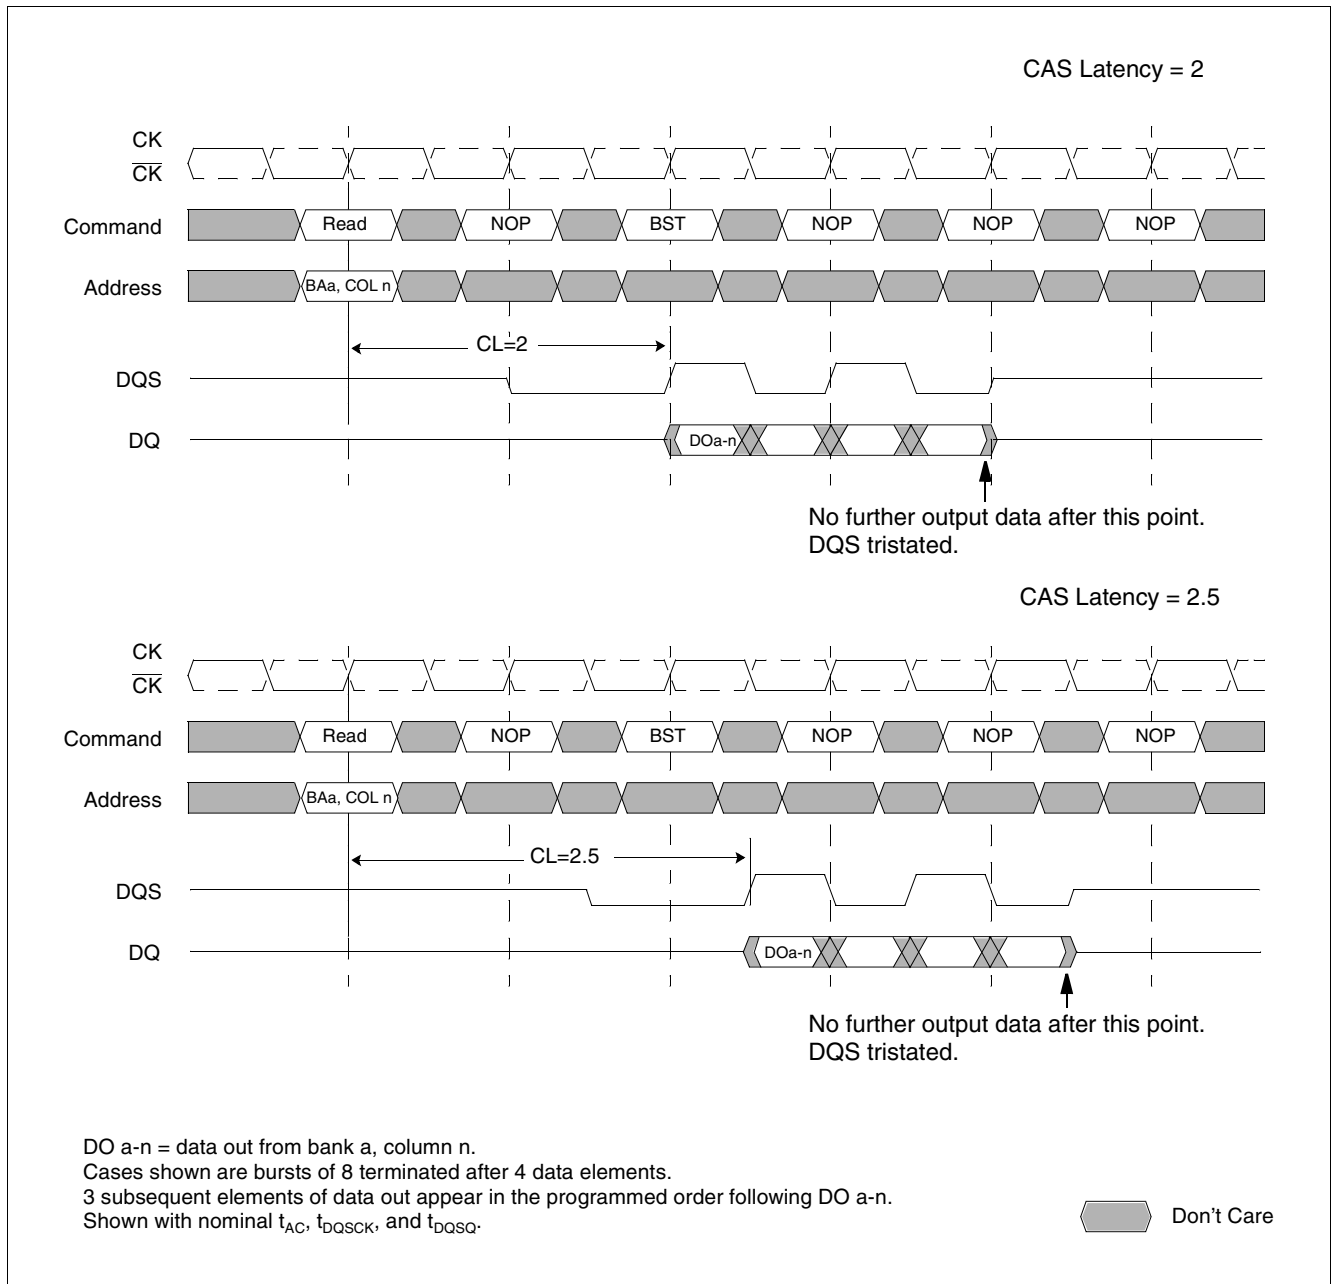 CAS Latency = 2
CK
CK
Command
Read
NOP
BST
NOP
NOP
NOP
Address
BAa, COL n
CL=2
DQS
DQ
DOa-n
No further output data after this point.
DQS tristated.
CAS Latency = 2.5
CK
CK
Command
Read
NOP
BST
NOP
NOP
NOP
Address
BAa, COL n
CL=2.5
DQS
DQ
DOa-n
No further output data after this point.
DQS tristated.
DO a-n = data out from bank a, column n.
Cases shown are bursts of 8 terminated after 4 data elements.
3 subsequent elements of data out appear in the programmed order following DO a-n.
Shown with nominal tAC, tDQSCK, and tDQSQ.
Don't Care